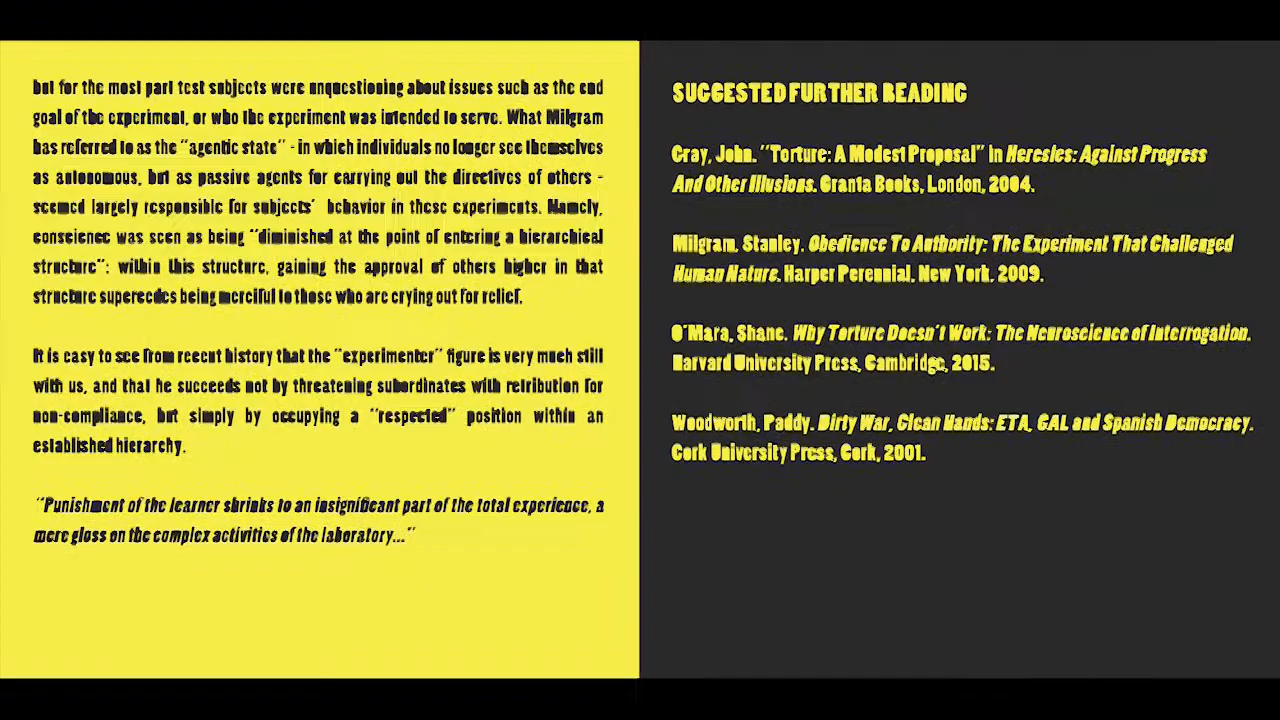 but for the most part test subjects were unquestioning about issues such as the end
goal of the experiment, or who the experiment was intended to serve. What Milgram
has referred to as the "agentic state" - in which individuals no longer see themselves
as autonomous, but as passive agents for carrying out the directives of others -
seemed largely responsible for subjects' behavior in these experiments. Namely,
conscience was seen as being "diminished at the point of entering a hierarchical
structure": within this structure, gaining the approval of others higher in that
structure supercedes being merciful to those who are crying out for relief.
It is easy to see from recent history that the "experimenter" figure is very much still
with us, and that he succeeds not by threatening subordinates with retribution for
non-compliance, but simply by occupying a "respected" position within an
established hierarchy.
"Punishment of the learner shrinks to an insignificant part of the total experience, a
mere gloss on the complex activities of the laboratory..."
SUGGESTED FURTHER READING
Gray, John. "Torture: A Modest Proposal" in Heresies: Against Progress
And Other Illusions. Granta Books, London, 2004.
Milgram, Stanley. Obedience To Authority: The Experiment That Challenged
Human Nature. Harper Perennial, New York, 2009.
O'Mara, Shane. Why Torture Doesn't Work: The Neuroscience of Interrogation.
Harvard University Press, Cambridge, 2015.
Woodworth, Paddy. Dirty War, Clean Hands: ETA, GAL and Spanish Democracy.
Cork University Press, Cork, 2001.